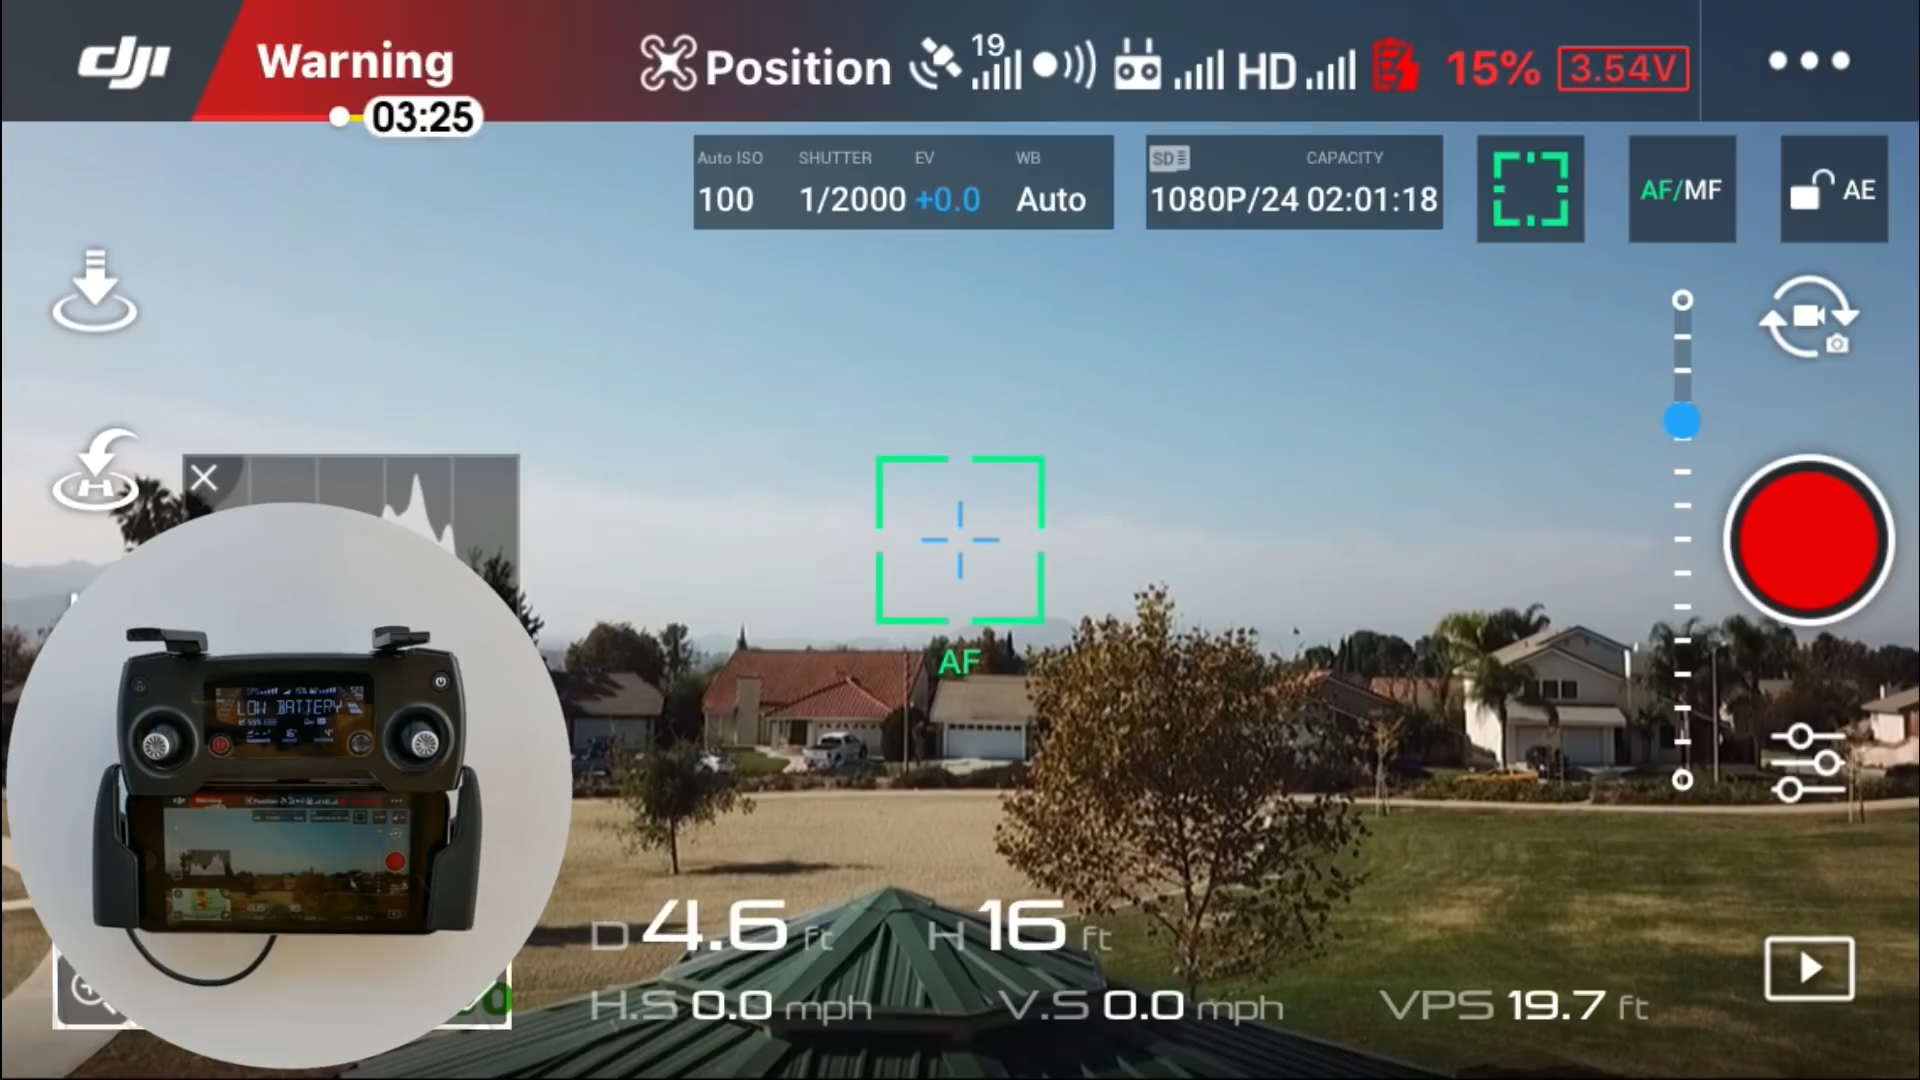 dji
Warning
03:25
Position
19
HD
15%
3.54V
Auto ISO
100
SHUTTER
1/2000
EV
+0.0
WB
Auto
SD
1080P/24
CAPACITY
02:01:18
AF/MF
AE
H
AF
LOW BATTERY
D 4.6 ft
H 16 ft
H.S 0.0 mph
V.S 0.0 mph
VPS 19.7 ft